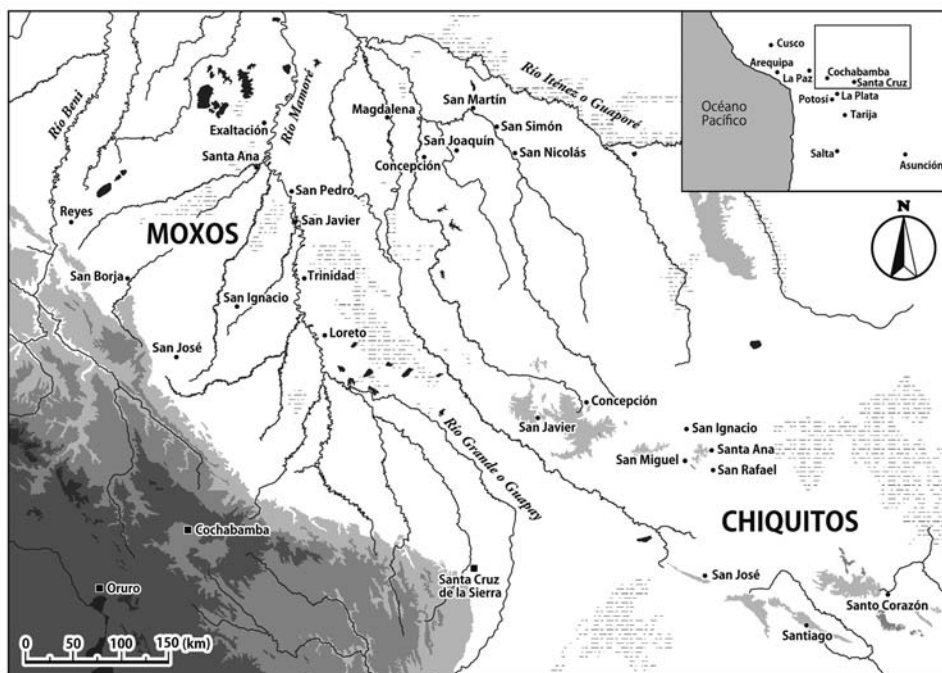 Río Beni
Río Mamoré
Río Iténez o Guaporé
Magdalena
San Martín
Exaltación
San Simón
San Joaquín
Santa Ana
Concepción
San Nicolás
San Pedro
Reyes
MOXOS
San Javier
San Borja
Trinidad
San Ignacio
Loreto
San José
Río Grande o Guapay
Concepción
San Javier
San Ignacio
Santa Ana
San Miguel
San Rafael
CHIQUITOS
Cochabamba
Oruro
Santa Cruz
de la Sierra
San José
Santo Corazón
Santiago
0 50 100 150 (km)
Cusco
Arequipa
La Paz
Cochabamba
Santa Cruz
Océano
Pacífico
Potosí
La Plata
Tarija
Salta
Asunción
N